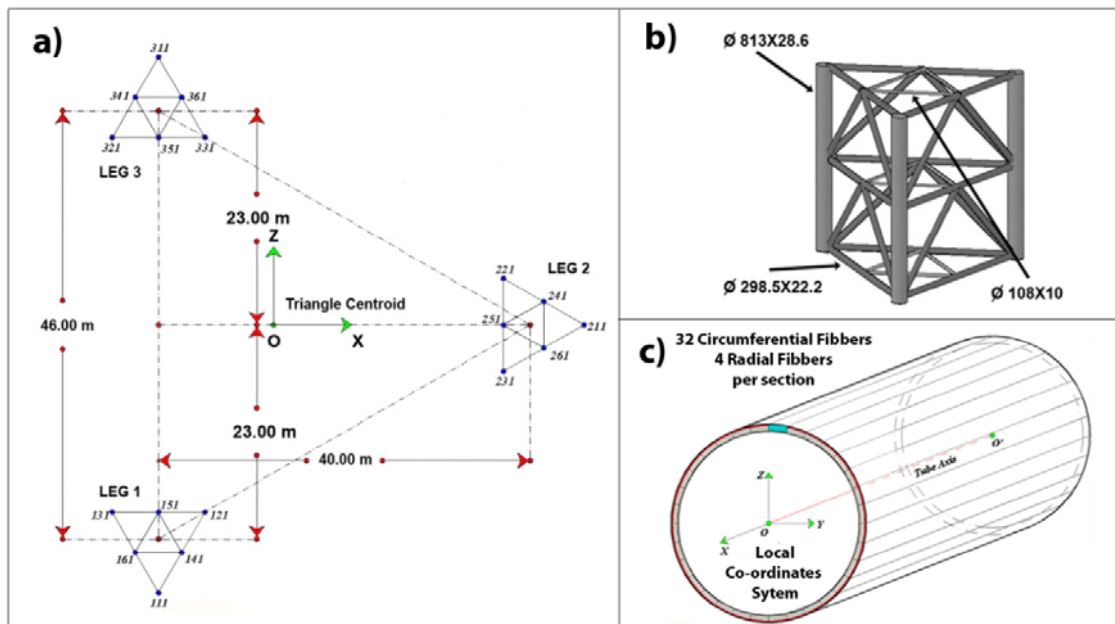 a)
311
341
361
321
351
331
LEG 3
23.00 m
Z
46.00 m
Triangle Centroid
O
X
LEG 2
221
241
251
211
261
231
23.00 m
40.00 m
LEG 1
131
151
121
161
141
111
b)
Ø 813X28.6
Ø 298.5X22.2
Ø 108X10
c)
32 Circumferential Fibbers
4 Radial Fibbers
per section
O'
Tube Axis
Z
O
Y
X
Local
Co-ordinates
Sytem